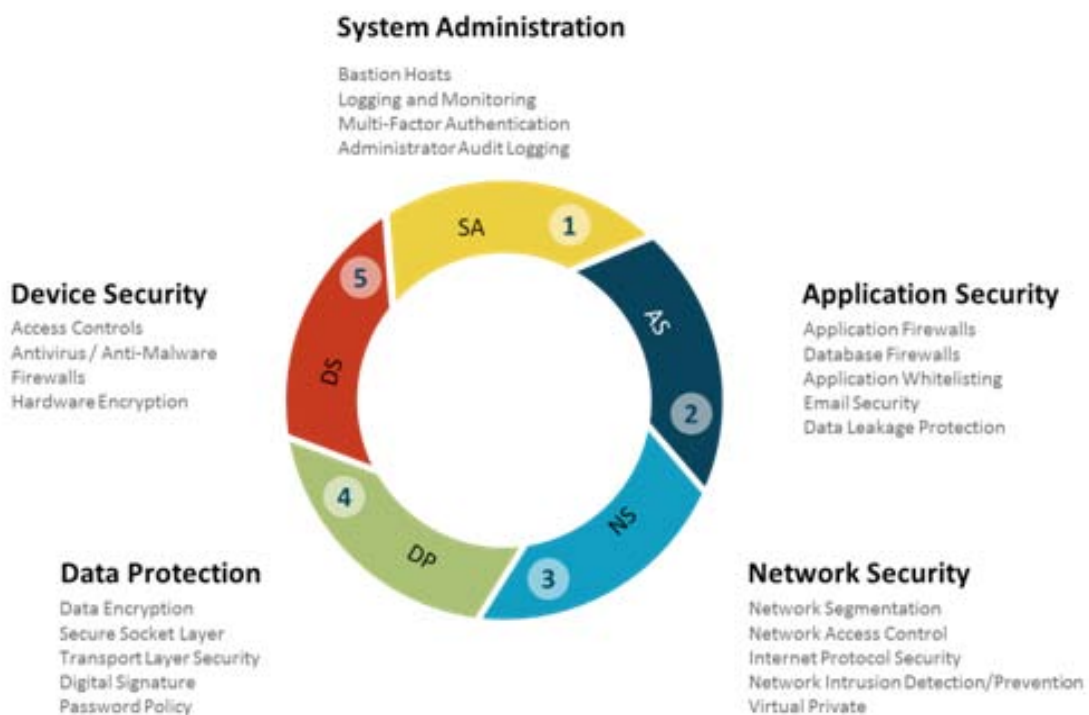 System Administration
Bastion Hosts
Logging and Monitoring
Multi-Factor Authentication
Administrator Audit Logging
SA
1
AS
2
NS
3
DP
4
DS
5
Device Security
Access Controls
Antivirus / Anti-Malware
Firewalls
Hardware Encryption
Application Security
Application Firewalls
Database Firewalls
Application Whitelisting
Email Security
Data Leakage Protection
Data Protection
Data Encryption
Secure Socket Layer
Transport Layer Security
Digital Signature
Password Policy
Network Security
Network Segmentation
Network Access Control
Internet Protocol Security
Network Intrusion Detection/Prevention
Virtual Private